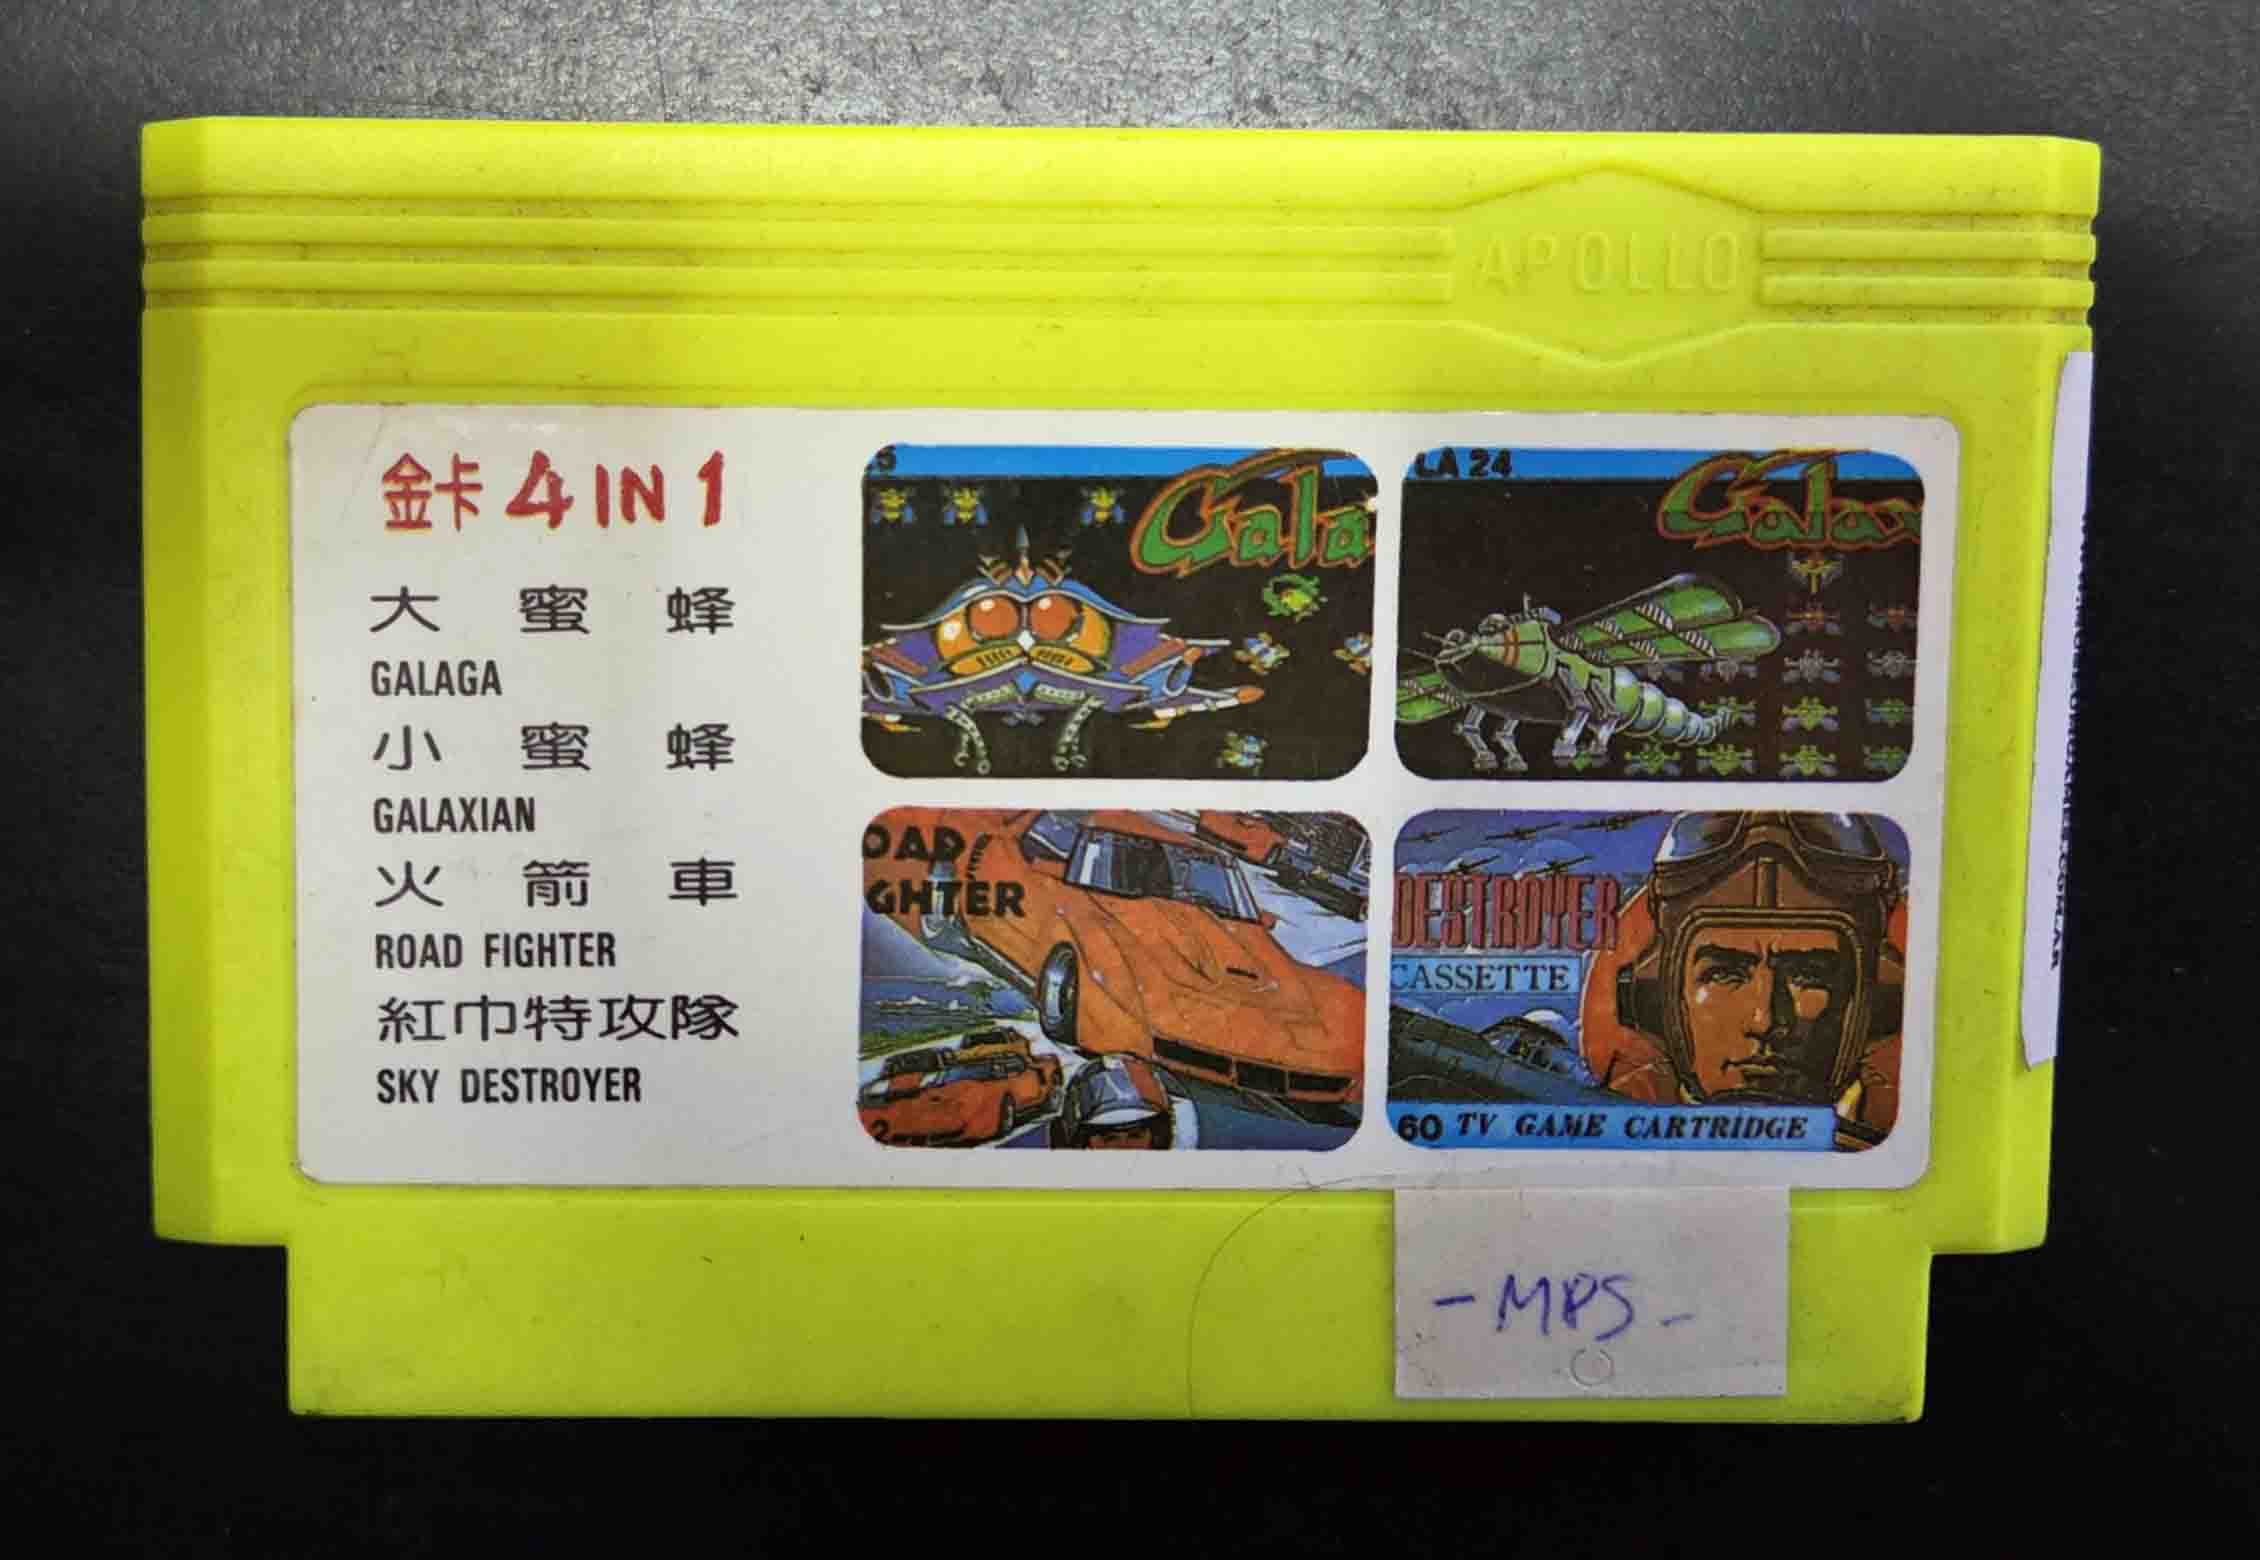 APOLLO
金卡 4 IN 1
大蜜蜂
GALAGA
小蜜蜂
GALAXIAN
火箭車
ROAD FIGHTER
紅巾特攻隊
SKY DESTROYER
5
Gala
LA 24
Galax
OAD
GHTER
2
DESTROYER
CASSETTE
60 TV GAME CARTRIDGE
-MPS-